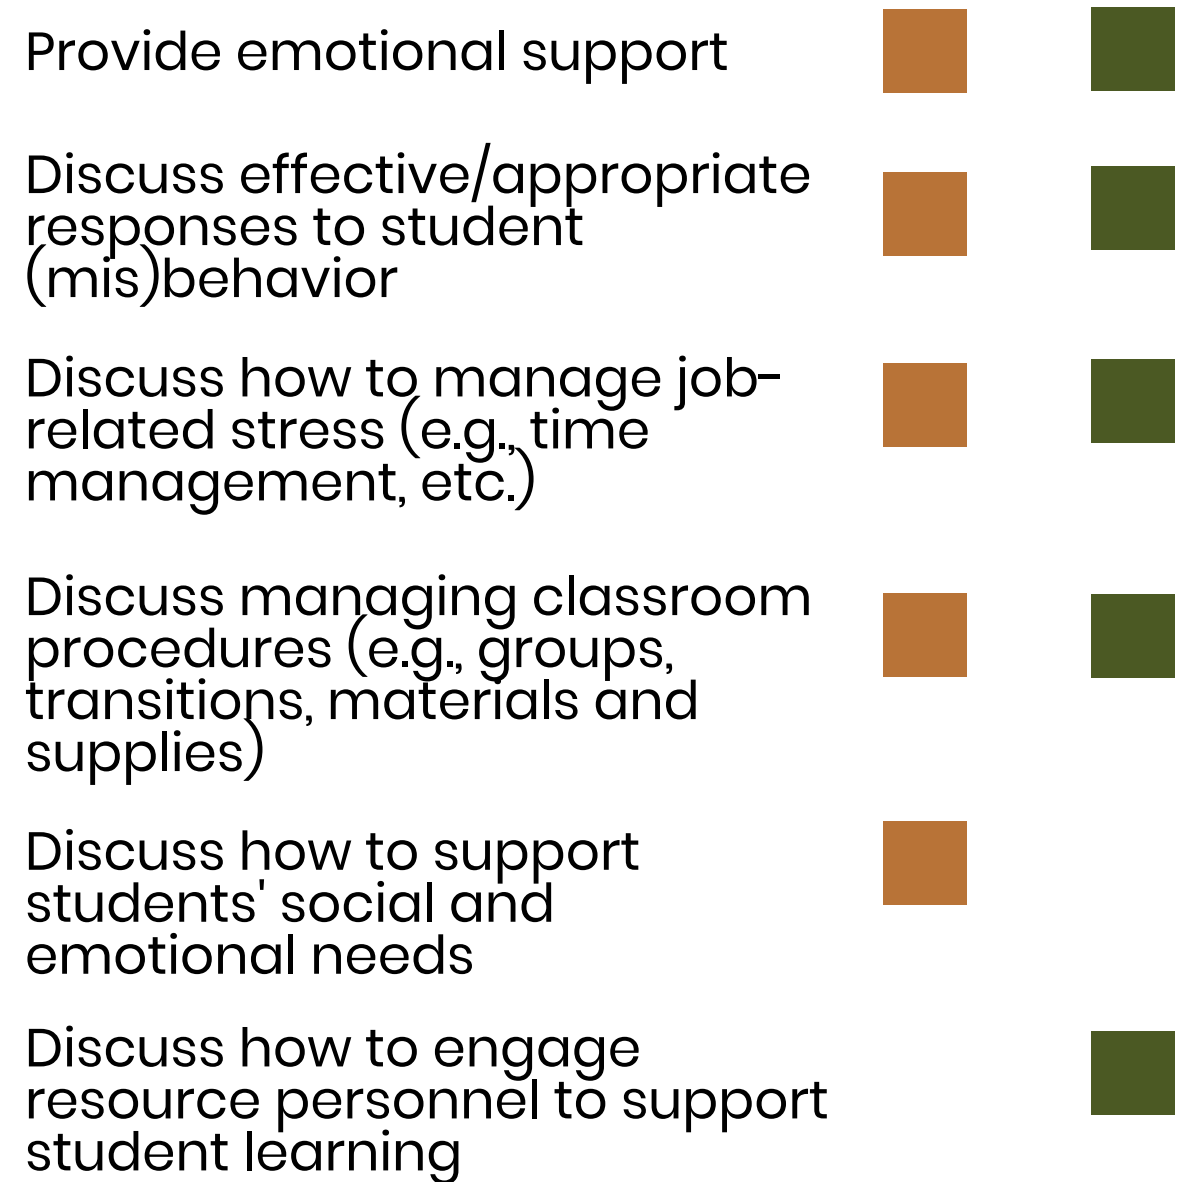 Provide emotional support
Discuss effective/appropriate
responses to student
(mis)behavior
Discuss how to manage job-
related stress (e.g., time
management, etc.)
Discuss managing classroom
procedures (e.g., groups,
transitions, materials and
supplies)
Discuss how to support
students' social and
emotional needs
Discuss how to engage
resource personnel to support
student learning